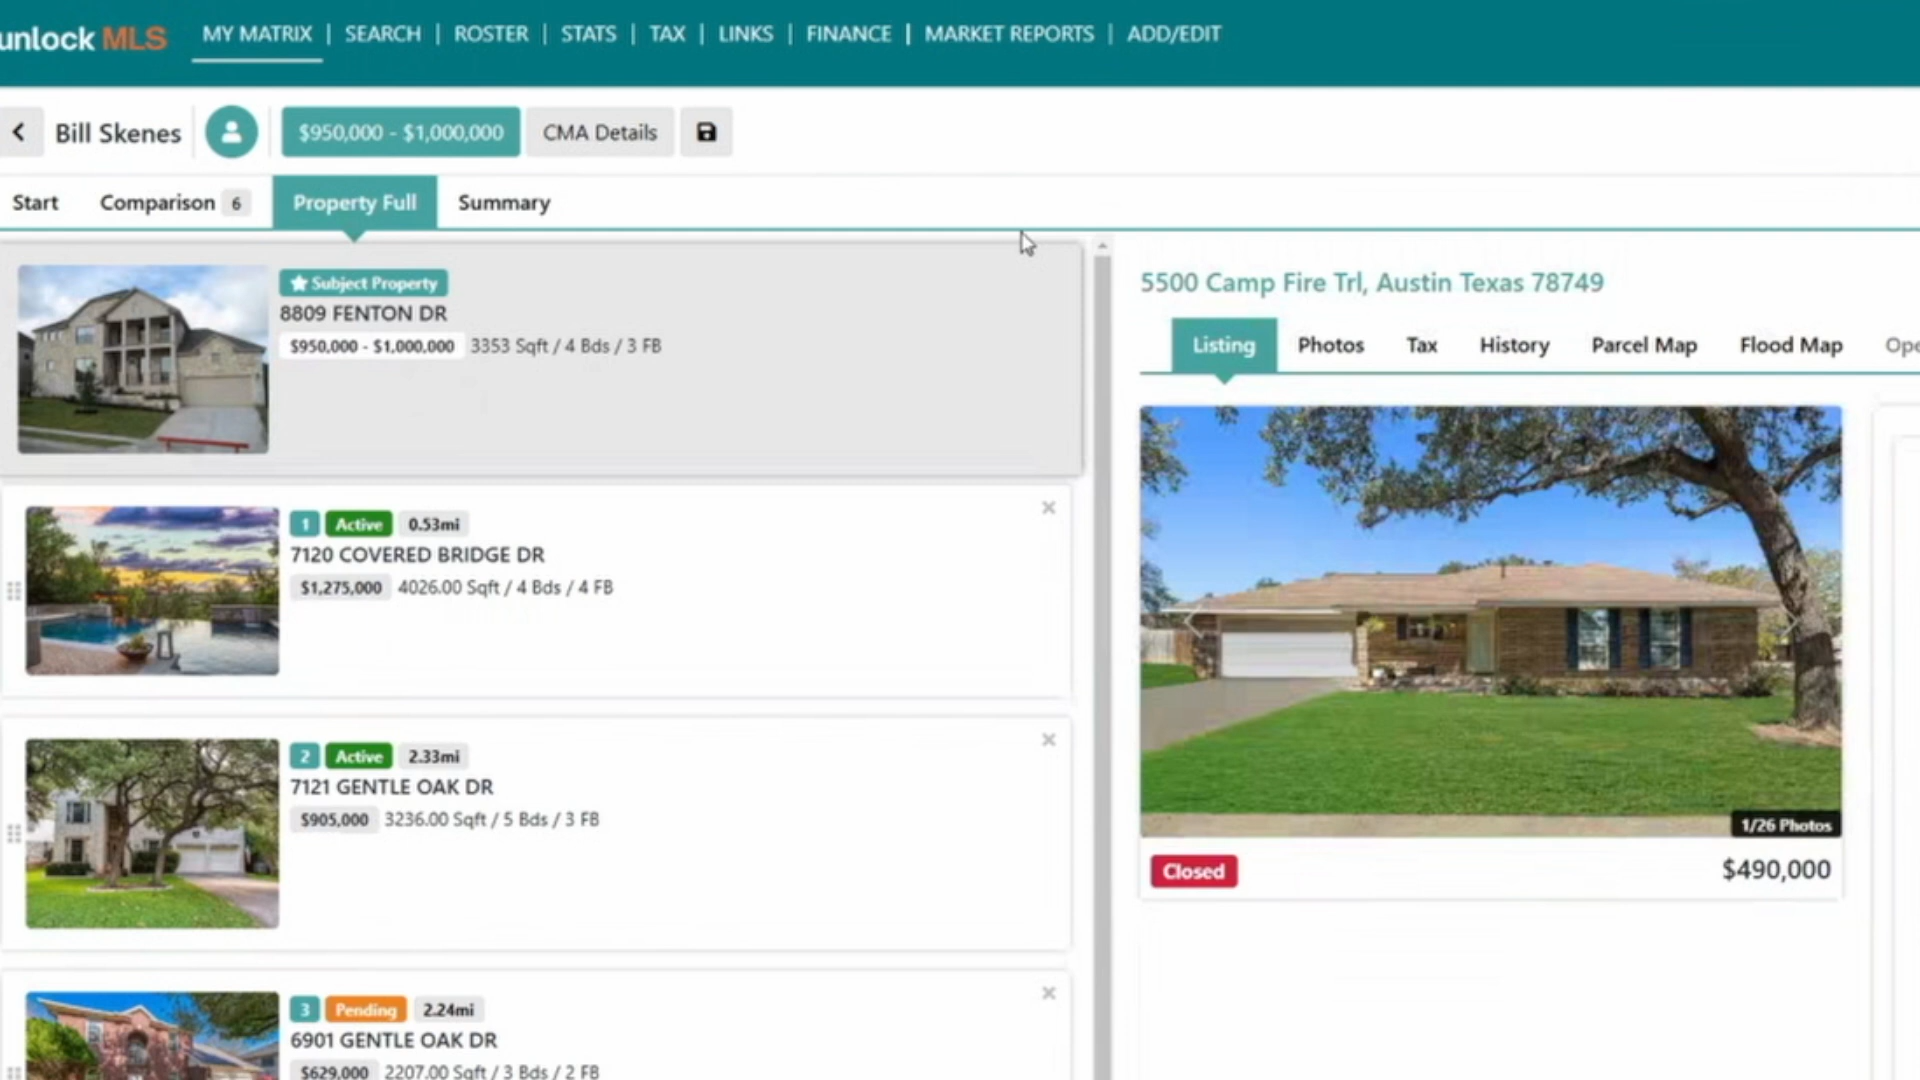 unlock MLS
MY MATRIX | SEARCH | ROSTER | STATS | TAX | LINKS | FINANCE | MARKET REPORTS | ADD/EDIT
Bill Skenes
$950,000 - $1,000,000
CMA Details
Start
Comparison 6
Property Full
Summary
Subject Property
8809 FENTON DR
$950,000 - $1,000,000 3353 Sqft / 4 Bds / 3 FB
1 Active 0.53mi
7120 COVERED BRIDGE DR
$1,275,000 4026.00 Sqft / 4 Bds / 4 FB
2 Active 2.33mi
7121 GENTLE OAK DR
$905,000 3236.00 Sqft / 5 Bds / 3 FB
3 Pending 2.24mi
6901 GENTLE OAK DR
$629,000 2207.00 Sqft / 3 Bds / 2 FB
5500 Camp Fire Trl, Austin Texas 78749
Listing Photos Tax History Parcel Map Flood Map
1/26 Photos
Closed $490,000